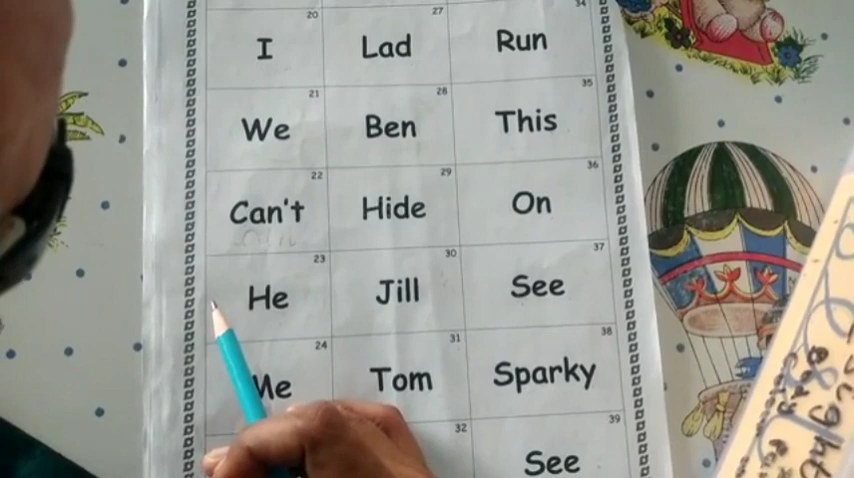 20 27 34
I Lad Run
21 28 35
We Ben This
22 29 36
Can't Hide On
23 30 37
He Jill See
24 31 38
Me Tom Sparky
32 39
See
sight